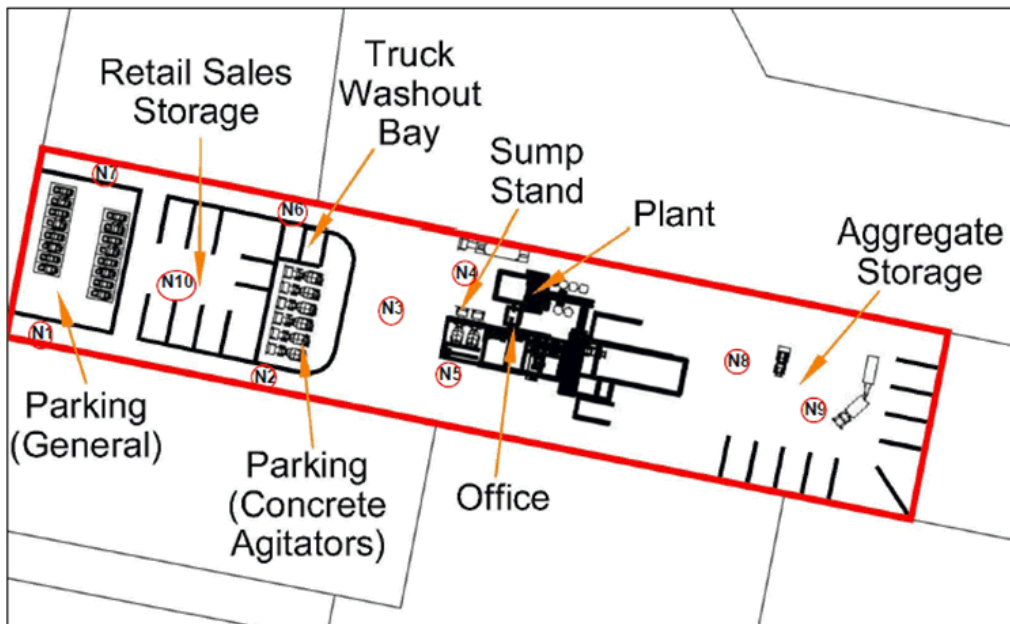 Truck
Washout
Bay
Retail Sales
Storage
Sump
Stand
Plant
Aggregate
Storage
N7
N6
N10
N3
N4
N1
N2
N5
N8
N9
Parking
(General)
Parking
(Concrete
Agitators)
Office